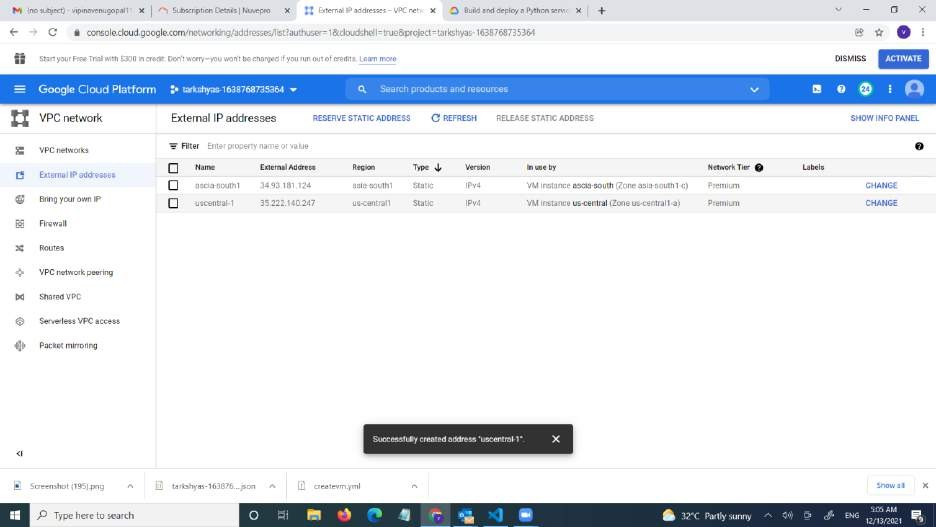 (no subject) - vipinavenugopal11
Subscription Details | Nuvepro
External IP addresses – VPC netw
Build and deploy a Python servic
console.cloud.google.com/networking/addresses/list?authuser=1&cloudshell=true&project=tarkshyas-1638768735364
V
Start your Free Trial with $300 in credit. Don't worry—you won't be charged if you run out of credits. Learn more
DISMISS
ACTIVATE
Google Cloud Platform
tarkshyas-1638768735364
Search products and resources
24
VPC network
External IP addresses
RESERVE STATIC ADDRESS
REFRESH
RELEASE STATIC ADDRESS
SHOW INFO PANEL
VPC networks
External IP addresses
Bring your own IP
Firewall
Routes
VPC network peering
Shared VPC
Serverless VPC access
Packet mirroring
Filter Enter property name or value
Name External Address Region Type Version In use by Network Tier Labels
ascia-south1 34.93.181.124 asia-south1 Static IPv4 VM instance ascia-south (Zone asia-south1-c) Premium CHANGE
uscentral-1 35.222.140.247 us-central1 Static IPv4 VM instance us-central (Zone us-central1-a) Premium CHANGE
Successfully created address "uscentral-1".
Screenshot (195).png
tarkshyas-163876....json
createvm.yml
Show all
Type here to search
32°C Partly sunny
ENG
5:05 AM
12/13/2021
9